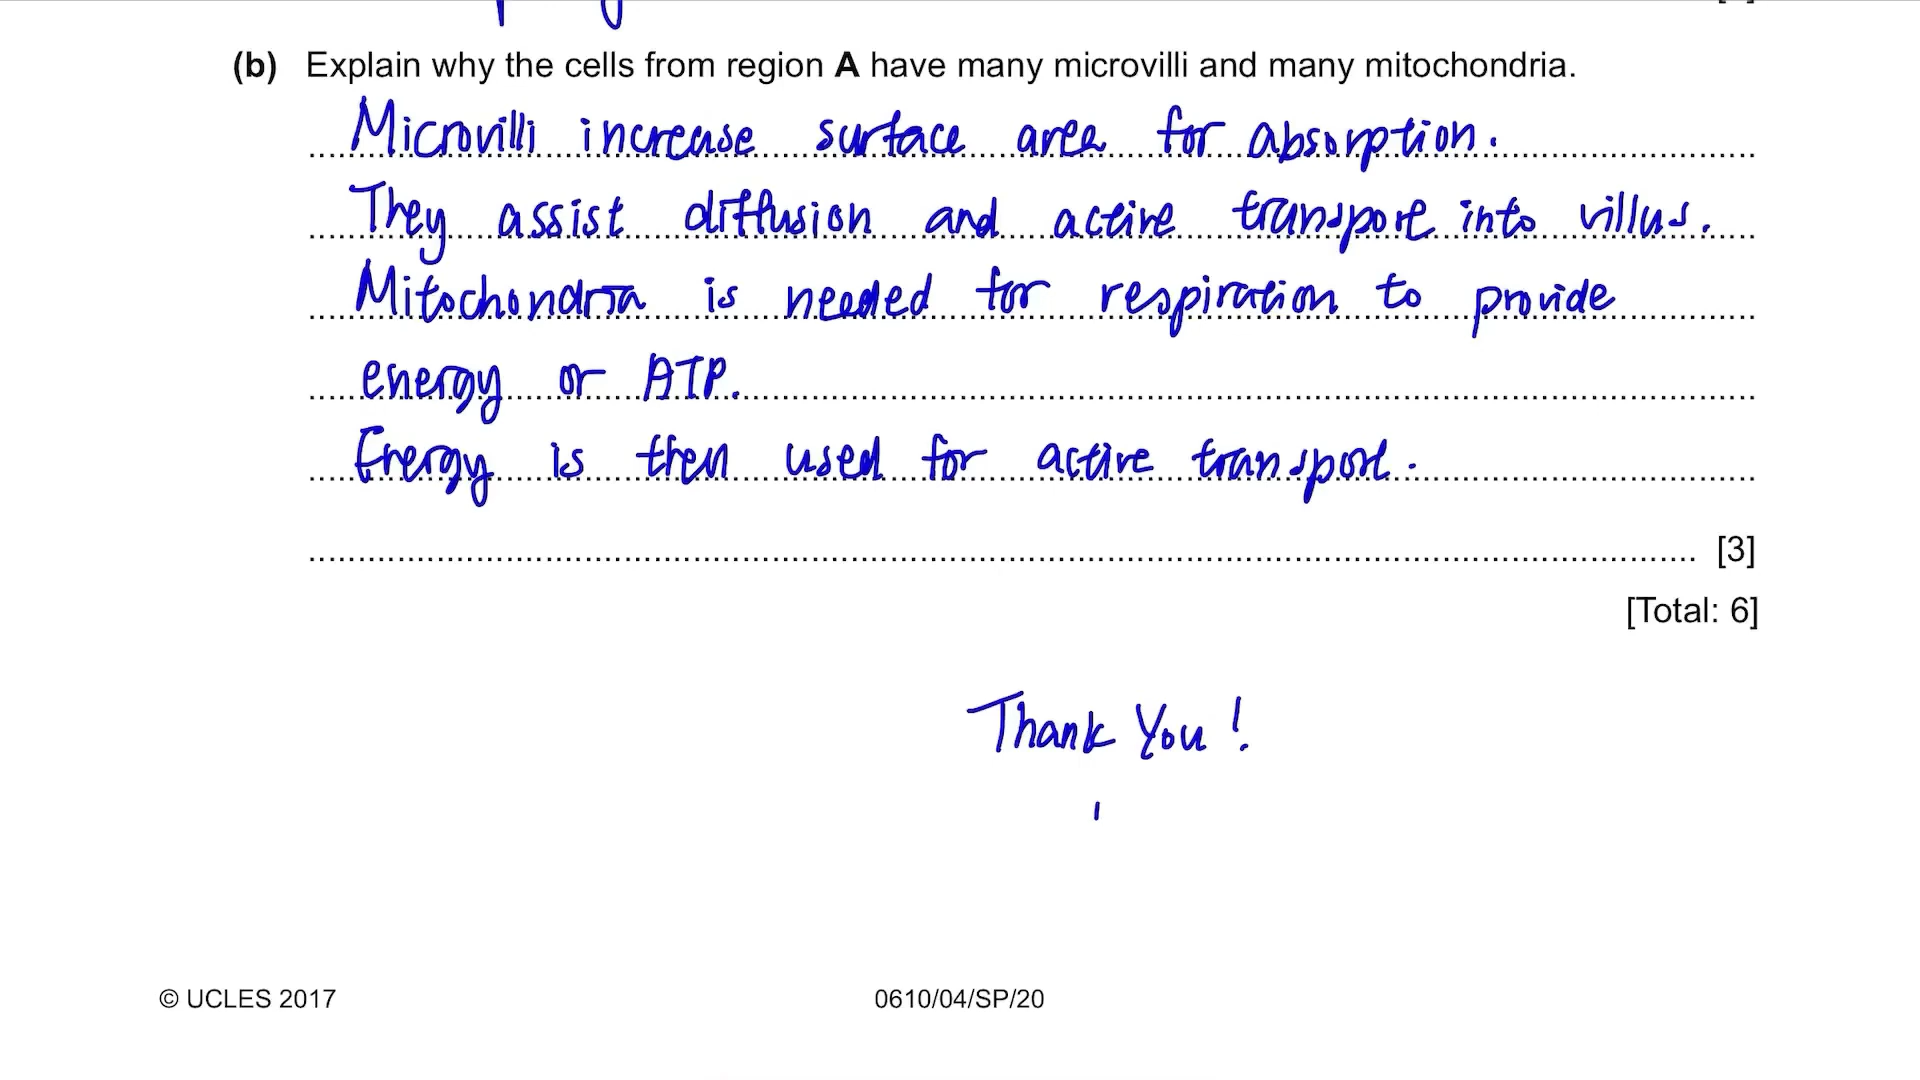 (b) Explain why the cells from region A have many microvilli and many mitochondria.
Microvilli increase surface area for absorption.
They assist diffusion and active transport into villus.
Mitochondria is needed for respiration to provide
energy or ATP.
Energy is then used for active transport.
[3]
[Total: 6]
Thank You!
© UCLES 2017
0610/04/SP/20